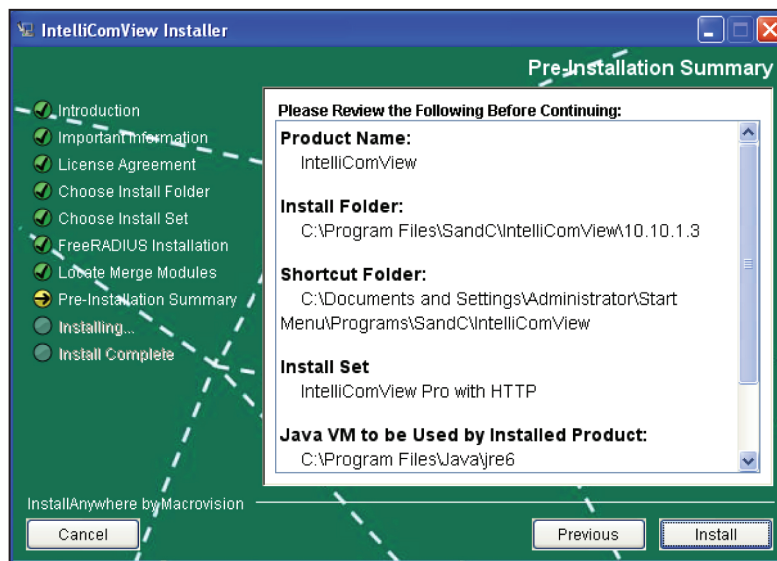 IntelliComView Installer
Pre-Installation Summary
Introduction
Important Information
License Agreement
Choose Install Folder
Choose Install Set
FreeRADIUS Installation
Locate Merge Modules
Pre-Installation Summary
Installing...
Install Complete
Please Review the Following Before Continuing:
Product Name:
IntelliComView
Install Folder:
C:\Program Files\SandC\IntelliComView\10.10.1.3
Shortcut Folder:
C:\Documents and Settings\Administrator\Start
Menu\Programs\SandC\IntelliComView
Install Set
IntelliComView Pro with HTTP
Java VM to be Used by Installed Product:
C:\Program Files\Java\jre6
InstallAnywhere by Macrovision
Cancel
Previous
Install